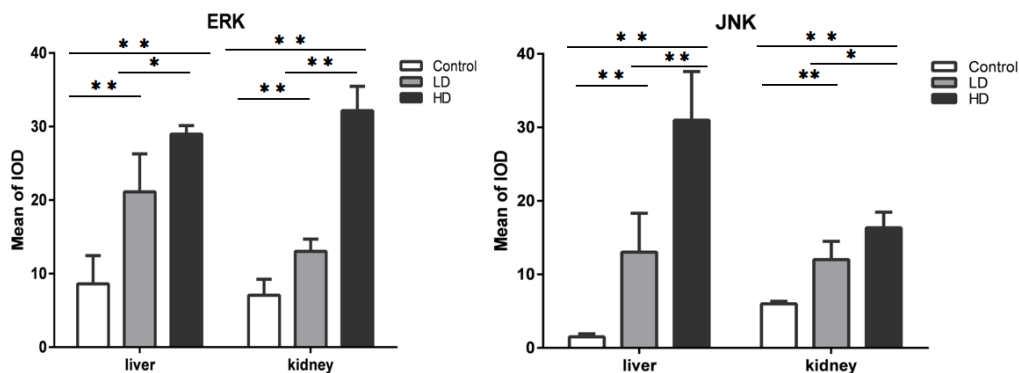 ERK
** **
* **
** **
Control
LD
HD
Mean of IOD
40
30
20
10
0
liver kidney
JNK
** **
** *
** **
Control
LD
HD
Mean of IOD
40
30
20
10
0
liver kidney